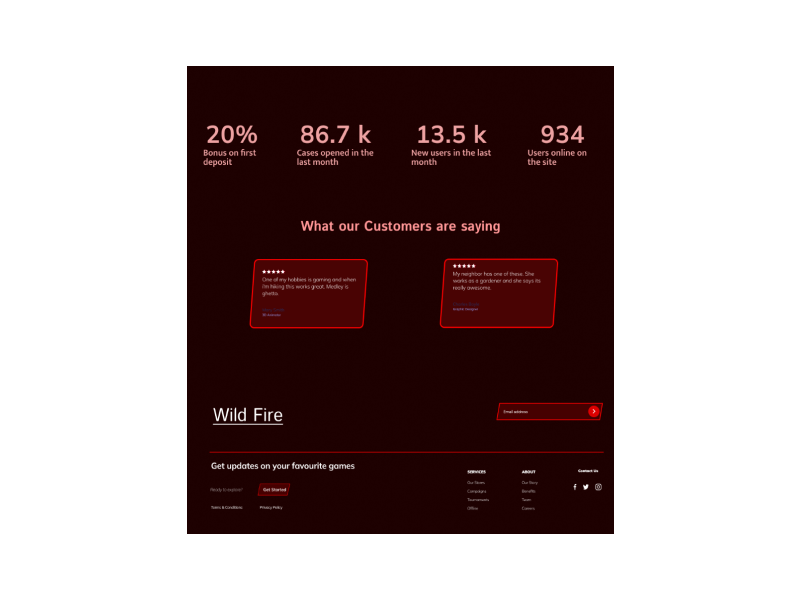 20%
86.7 k
13.5 k
934
Bonus on first
deposit
Cases opened in the
last month
New users in the last
month
Users online on
the site
What our Customers are saying
One of my hobbies is gaming and when
I'm hiking this works great. Medley is
ghetto.
3D Animator
My neighbor has one of these. She
works as a gardener and she says its
really awesome.
Graphic designer
Wild Fire
Email address
Get updates on your favourite games
Ready to explore?
Get Started
Terms & Conditions
Privacy Policy
SERVICES
Our News
Campaigns
Tournaments
Offline
ABOUT
Our Story
Benefits
Team
Careers
Contact Us